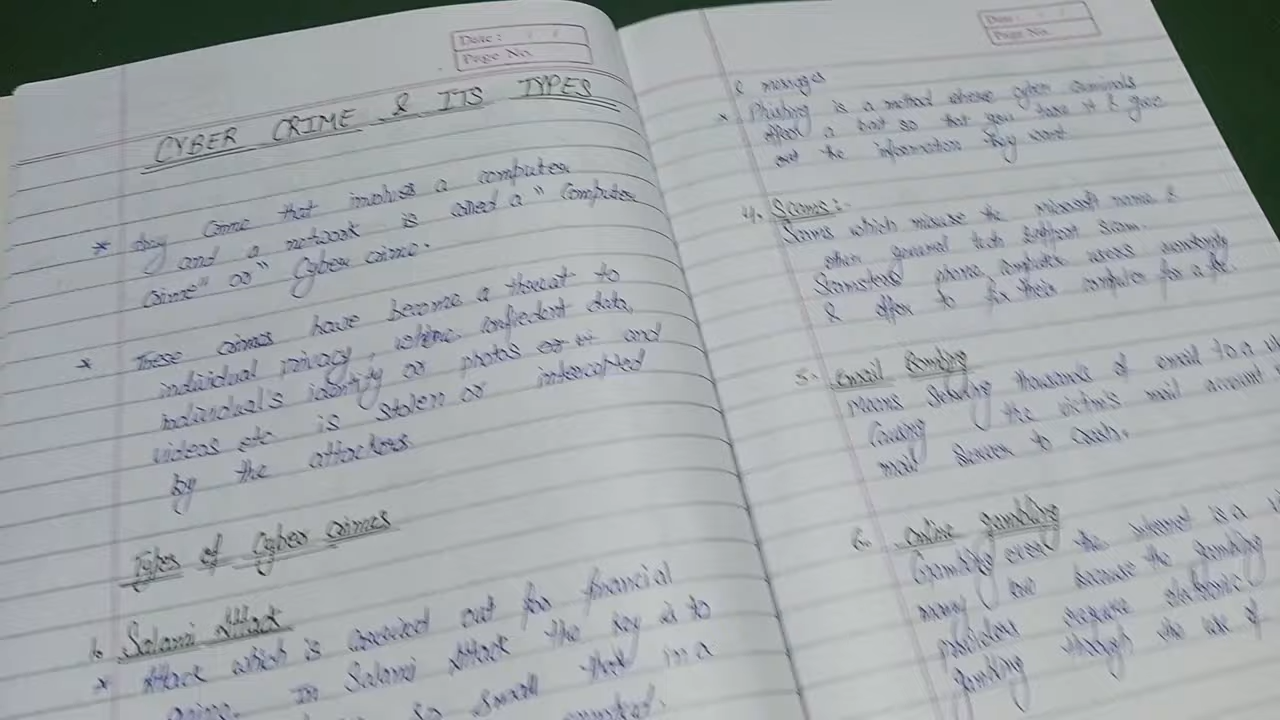 Date :
Page No.
CYBER CRIME & ITS TYPES
* Any crime that involves a computer
and a network is called a "Computer
crime" or "Cyber crime.
* These crimes have become a threat to
individual privacy, where confident data,
individual's identity or photos and
videos etc is stolen or intercepted
by the attackers
Types of Cyber crimes
1. Salami Attack
* Attack which is carried out for financial
In Salami Attack the key is to
so small that in a
Date :
Page No.
& messages
* Phishing is a method where cyber criminals
offer a bait so that you take it & give
out the information they want
4. Scams:-
Scams which misuse the microsoft name &
other general tech support scam.
Scamsters phone computer users randomly
& offer to fix their computer for a fee.
5. email bombing
means sending thousands of email to a
causing the victim's mail account
mail server to crash.
6. online gambling
Gambling over the internet is a
many law because the gambling
providers require electronic
gambling through the use of